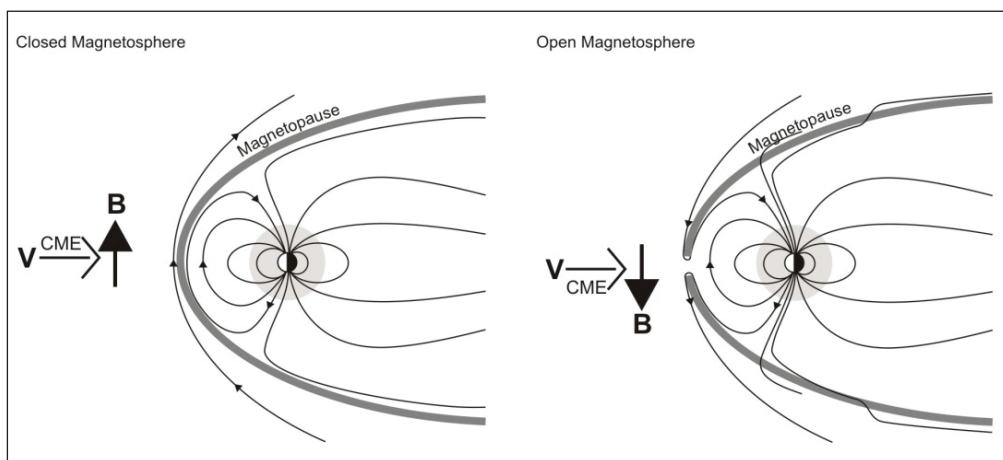 Closed Magnetosphere
Magnetopause
B
V
CME
Open Magnetosphere
Magnetopause
V
CME
B